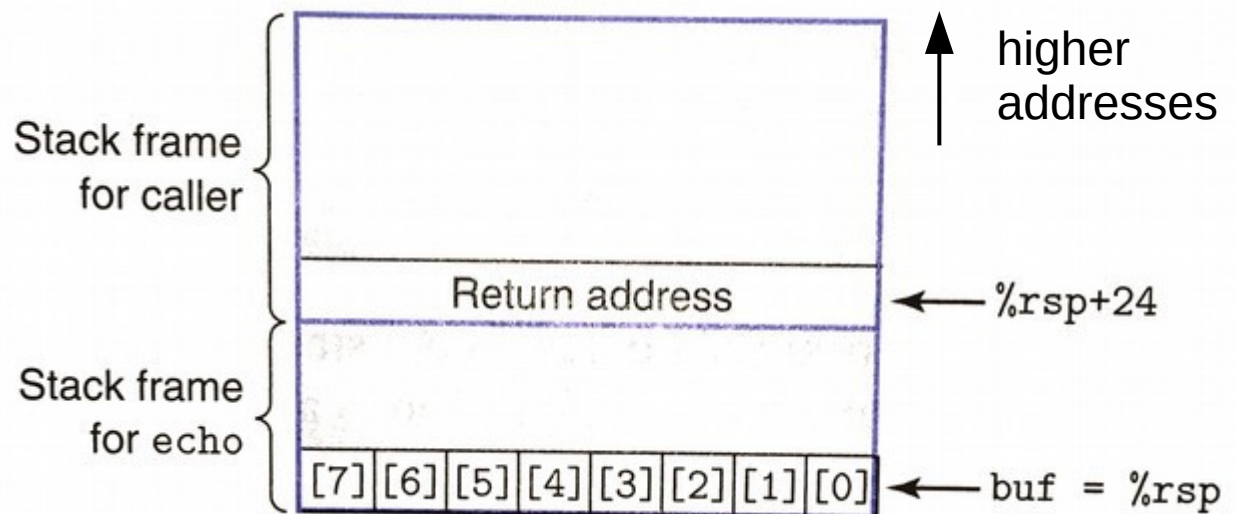 higher
addresses
Stack frame
for caller
Return address
%rsp+24
Stack frame
for echo
[7] [6] [5] [4] [3] [2] [1] [0]
buf = %rsp